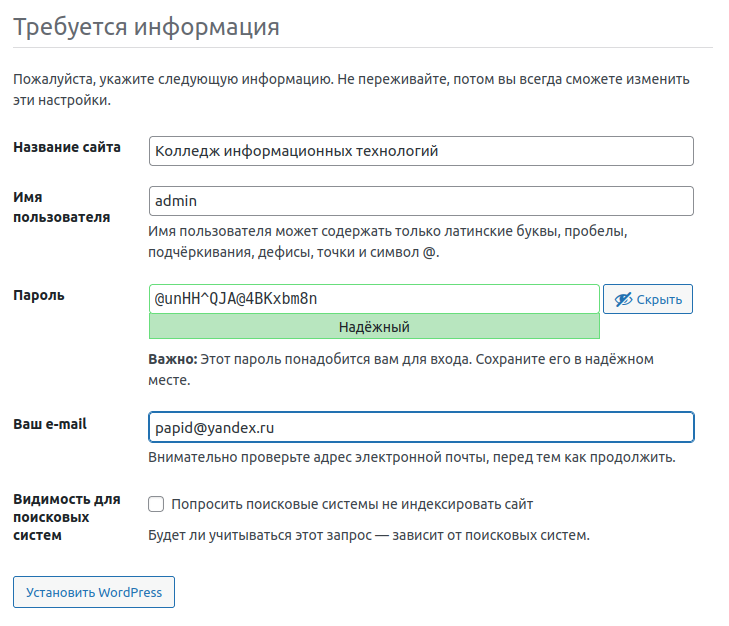 Требуется информация
Пожалуйста, укажите следующую информацию. Не переживайте, потом вы всегда сможете изменить
эти настройки.
Название сайта
Колледж информационных технологий
Имя
пользователя
admin
Имя пользователя может содержать только латинские буквы, пробелы,
подчёркивания, дефисы, точки и символ @.
Пароль
@unHH^QJA@4BKxbm8n
Скрыть
Надёжный
Важно: Этот пароль понадобится вам для входа. Сохраните его в надёжном
месте.
Ваш e-mail
papid@yandex.ru
Внимательно проверьте адрес электронной почты, перед тем как продолжить.
Видимость для
поисковых
систем
Попросить поисковые системы не индексировать сайт
Будет ли учитываться этот запрос — зависит от поисковых систем.
Установить WordPress